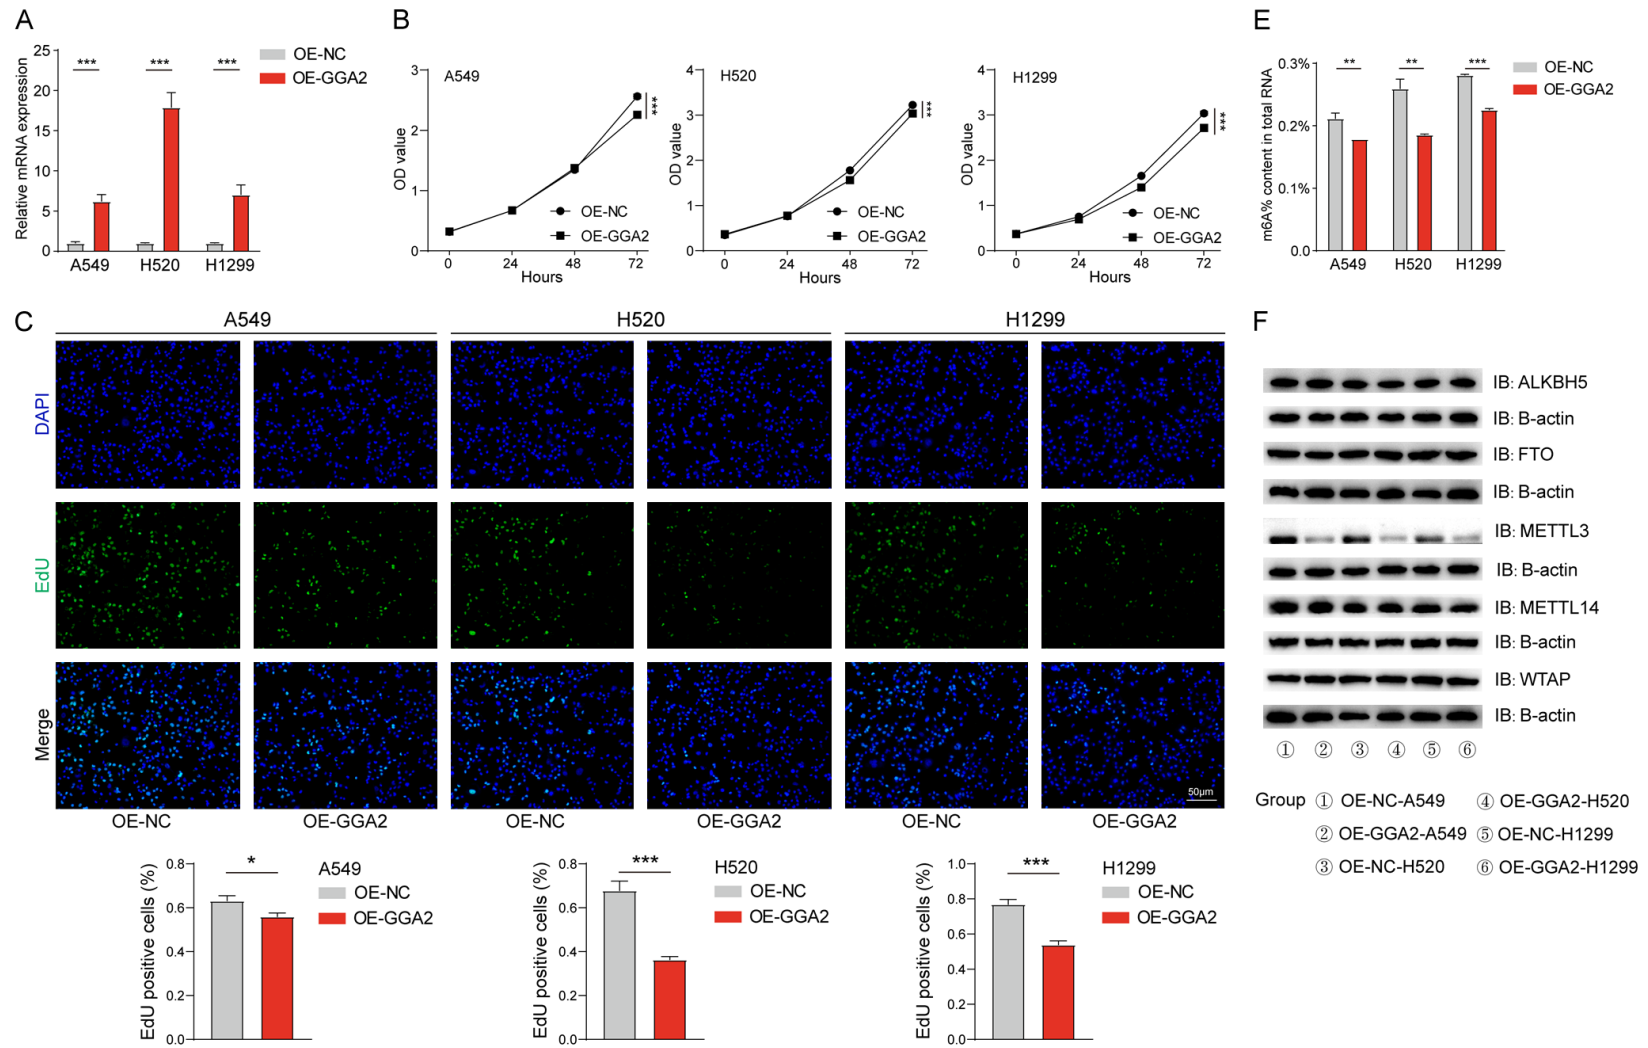 A
Relative mRNA expression
25
20
15
10
5
0
***
***
***
A549
H520
H1299
OE-NC
OE-GGA2
B
A549
OD value
3
2
1
0
***
OE-NC
OE-GGA2
0
24
48
72
Hours
H520
OD value
4
3
2
1
0
***
OE-NC
OE-GGA2
0
24
48
72
Hours
H1299
OD value
4
3
2
1
0
***
OE-NC
OE-GGA2
0
24
48
72
Hours
E
m6A% content in total RNA
0.3%
0.2%
0.1%
0.0
**
**
***
A549
H520
H1299
OE-NC
OE-GGA2
C
A549
H520
H1299
DAPI
EdU
Merge
50μm
OE-NC
OE-GGA2
OE-NC
OE-GGA2
OE-NC
OE-GGA2
EdU positive cells (%)
0.8
0.6
0.4
0.2
0.0
*
A549
OE-NC
OE-GGA2
EdU positive cells (%)
0.8
0.6
0.4
0.2
0.0
***
H520
OE-NC
OE-GGA2
EdU positive cells (%)
1.0
0.8
0.6
0.4
0.2
0.0
***
H1299
OE-NC
OE-GGA2
F
IB: ALKBH5
IB: B-actin
IB: FTO
IB: B-actin
IB: METTL3
IB: B-actin
IB: METTL14
IB: B-actin
IB: WTAP
IB: B-actin
① ② ③ ④ ⑤ ⑥
Group ① OE-NC-A549 ④ OE-GGA2-H520
② OE-GGA2-A549 ⑤ OE-NC-H1299
③ OE-NC-H520 ⑥ OE-GGA2-H1299